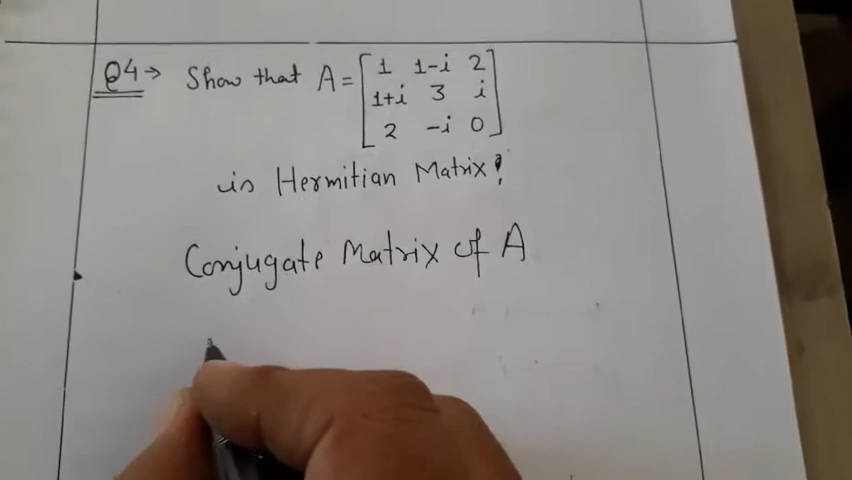 Q4→ Show that A = [1 1-i 2
1+i 3 i
2 -i 0]
is Hermitian Matrix?
Conjugate Matrix of A